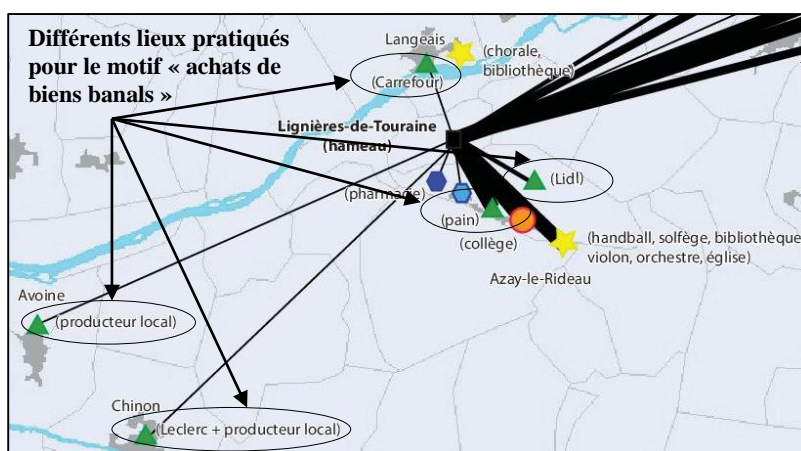 Différents lieux pratiqués
pour le motif « achats de
biens banals »
Langeais
(chorale,
bibliothèque)
(Carrefour)
Lignières-de-Touraine
(hameau)
(Lidl)
(pharmacie)
(pain)
(collège)
(handball, solfège, bibliothèque
violon, orchestre, église)
Azay-le-Rideau
Avoine
(producteur local)
Chinon
(Leclerc + producteur local)